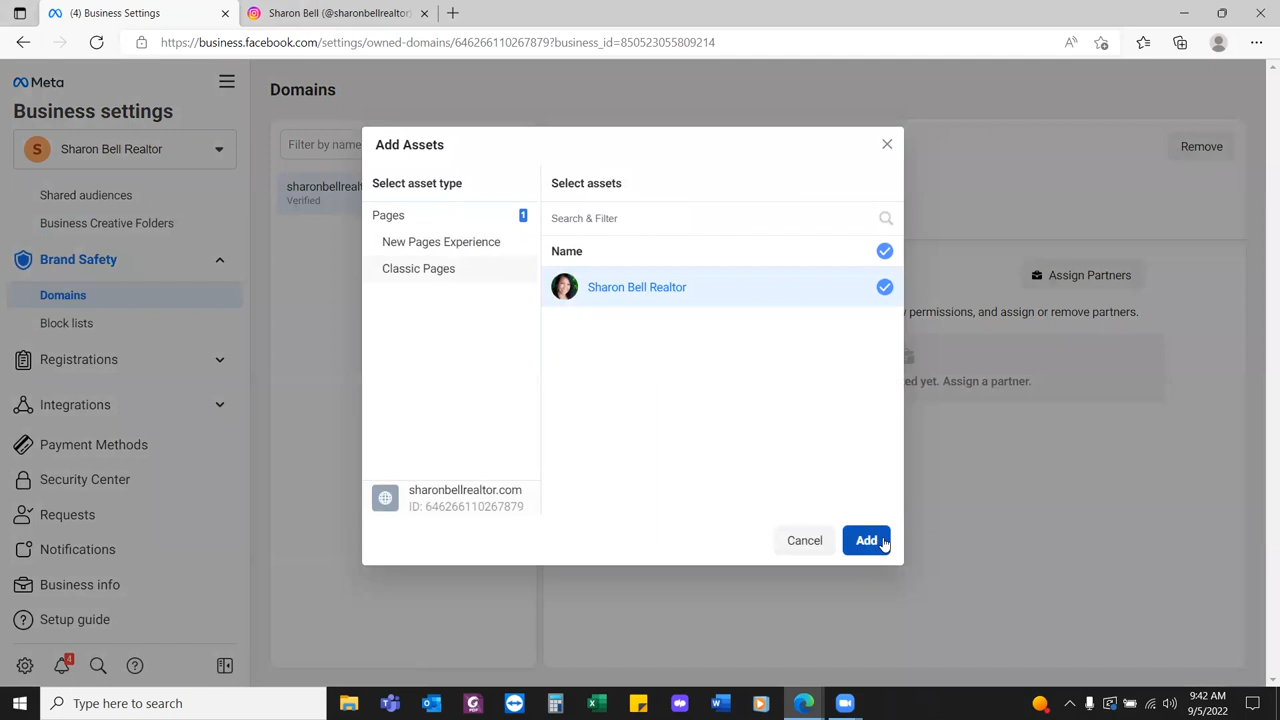 (4) Business Settings
Sharon Bell (@sharonbellrealtor)
https://business.facebook.com/settings/owned-domains/646266110267879?business_id=850523055809214
Meta
Business settings
S Sharon Bell Realtor
Shared audiences
Business Creative Folders
Brand Safety
Domains
Block lists
Registrations
Integrations
Payment Methods
Security Center
Requests
Notifications
Business info
Setup guide
4
Domains
Filter by name
sharonbellrealt
Verified
Remove
Assign Partners
permissions, and assign or remove partners.
ed yet. Assign a partner.
Add Assets
Select asset type
Pages 1
New Pages Experience
Classic Pages
sharonbellrealtor.com
ID: 646266110267879
Select assets
Search & Filter
Name
Sharon Bell Realtor
Cancel
Add
Type here to search
9:42 AM
9/5/2022